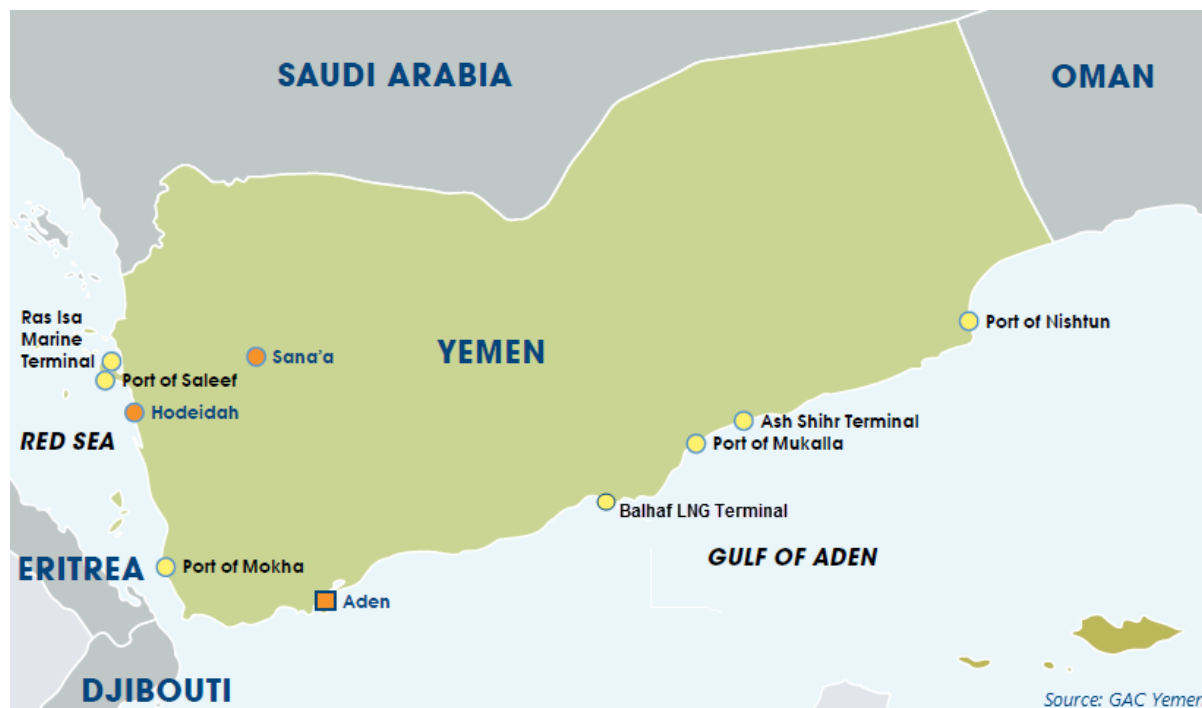 SAUDI ARABIA
OMAN
Ras Isa
Marine
Terminal
Sana'a
YEMEN
Port of Nishtun
Port of Saleef
Hodeidah
RED SEA
Ash Shihr Terminal
Port of Mukalla
Balhaf LNG Terminal
GULF OF ADEN
ERITREA
Port of Mokha
Aden
DJIBOUTI
Source: GAC Yemen